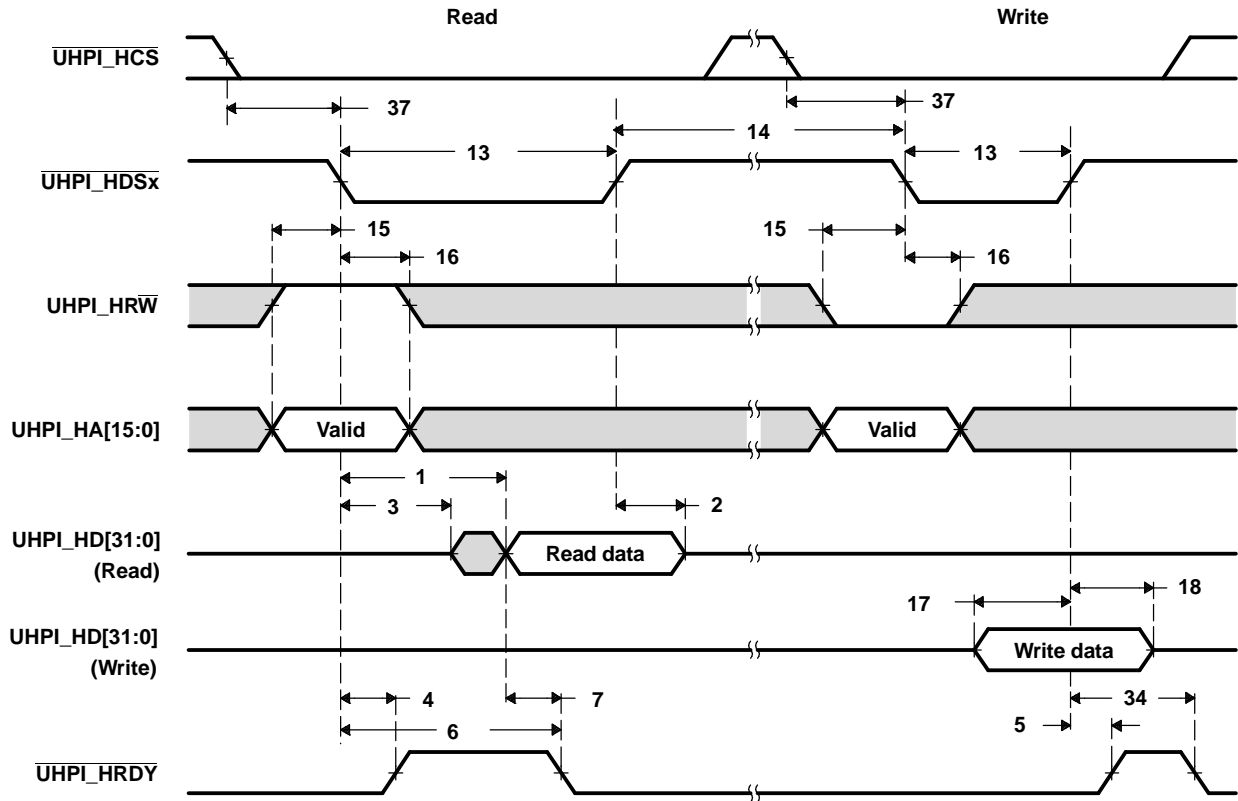 Read Write
UHPI_HCS
37 37
14
13 13
UHPI_HDSx
15 15
16 16
UHPI_HRW
UHPI_HA[15:0] Valid Valid
1
3 2
UHPI_HD[31:0] Read data
(Read)
17 18
UHPI_HD[31:0] Write data
(Write)
4 7 34
6 5
UHPI_HRDY